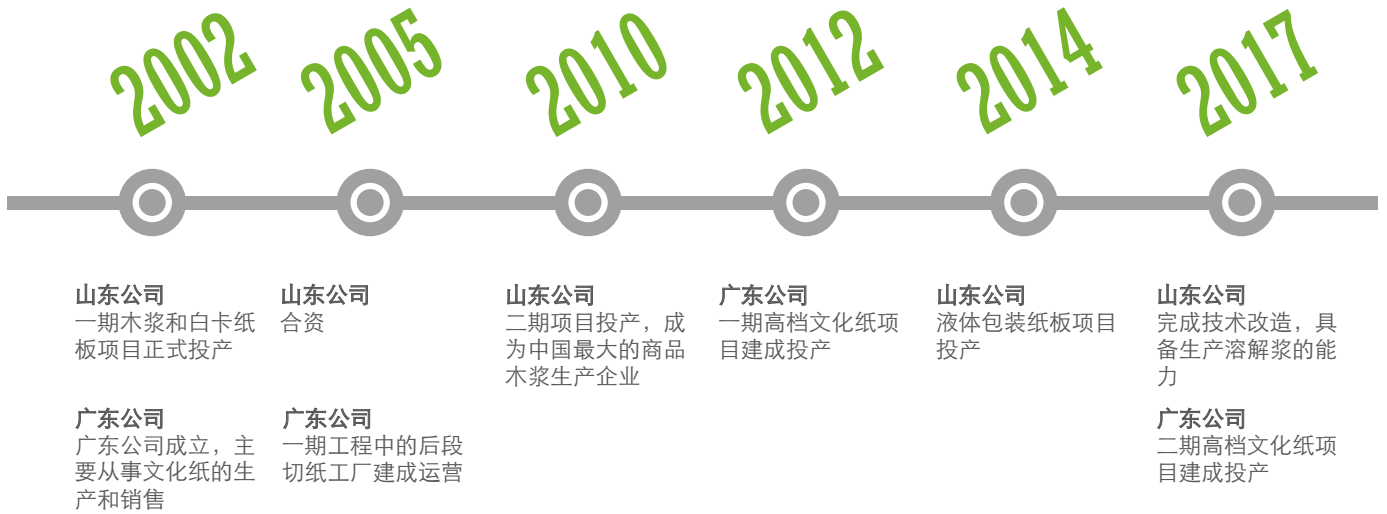 2002
2005
2010
2012
2014
2017
山东公司
一期木浆和白卡纸
板项目正式投产
广东公司
广东公司成立，主
要从事文化纸的生
产和销售
山东公司
合资
广东公司
一期工程中的后段
切纸工厂建成运营
山东公司
二期项目投产，成
为中国最大的商品
木浆生产企业
广东公司
一期高档文化纸项
目建成投产
山东公司
液体包装纸板项目
投产
山东公司
完成技术改造，具
备生产溶解浆的能
力
广东公司
二期高档文化纸项
目建成投产